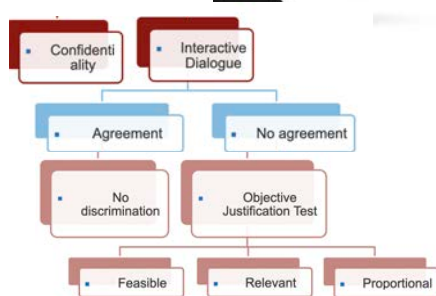 Confidenti
ality
Interactive
Dialogue
Agreement
No agreement
No
discrimination
Objective
Justification Test
Feasible
Relevant
Proportional